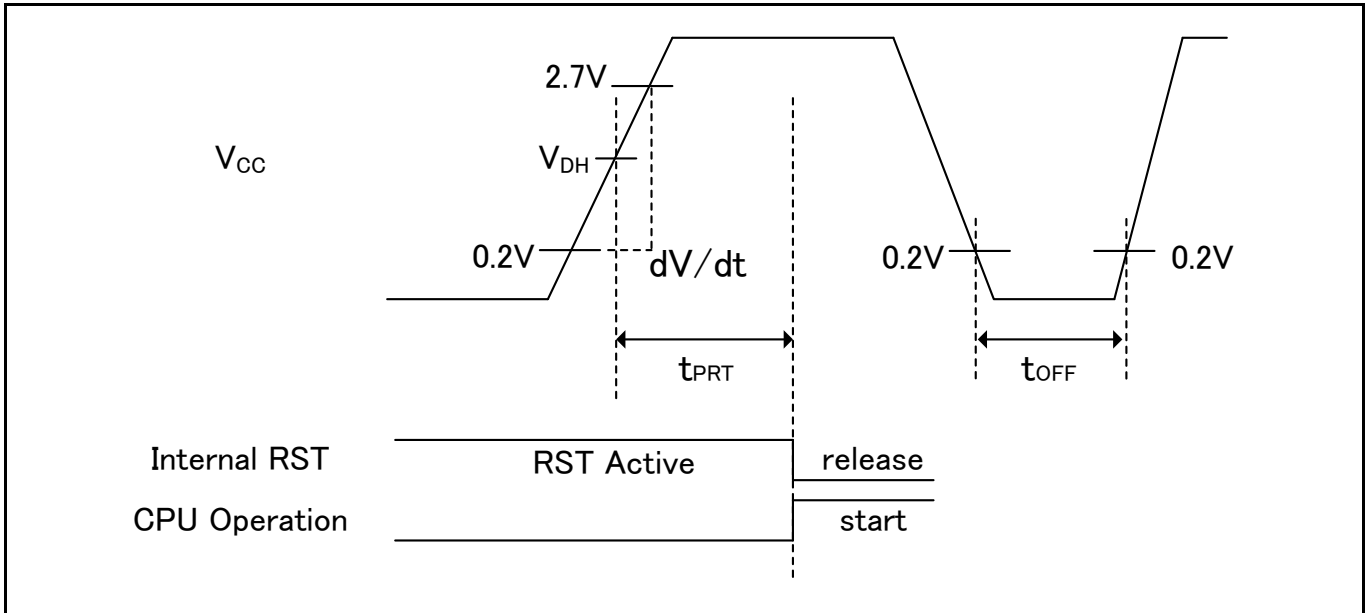 2.7V
VCC
VDH
0.2V
dV/dt
0.2V
0.2V
tPRT
tOFF
Internal RST
RST Active
release
CPU Operation
start